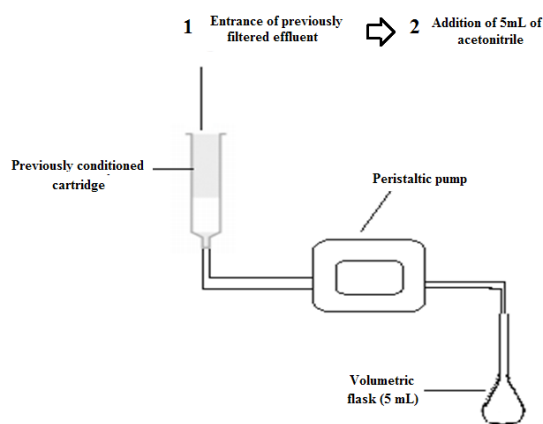 1 Entrance of previously
filtered effluent
2 Addition of 5mL of
acetonitrile
Previously conditioned
cartridge
Peristaltic pump
Volumetric
flask (5 mL)